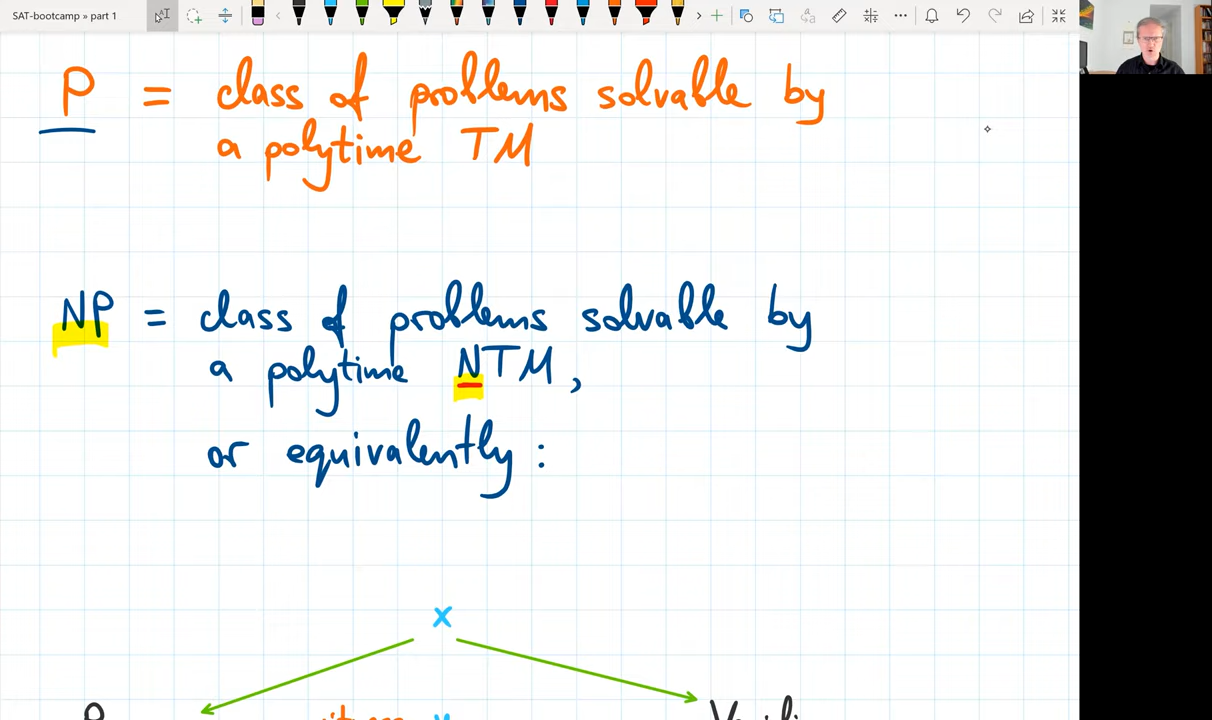 SAT-bootcamp » part 1
P = class of problems solvable by
a polytime TM
NP = class of problems solvable by
a polytime NTM,
or equivalently:
x